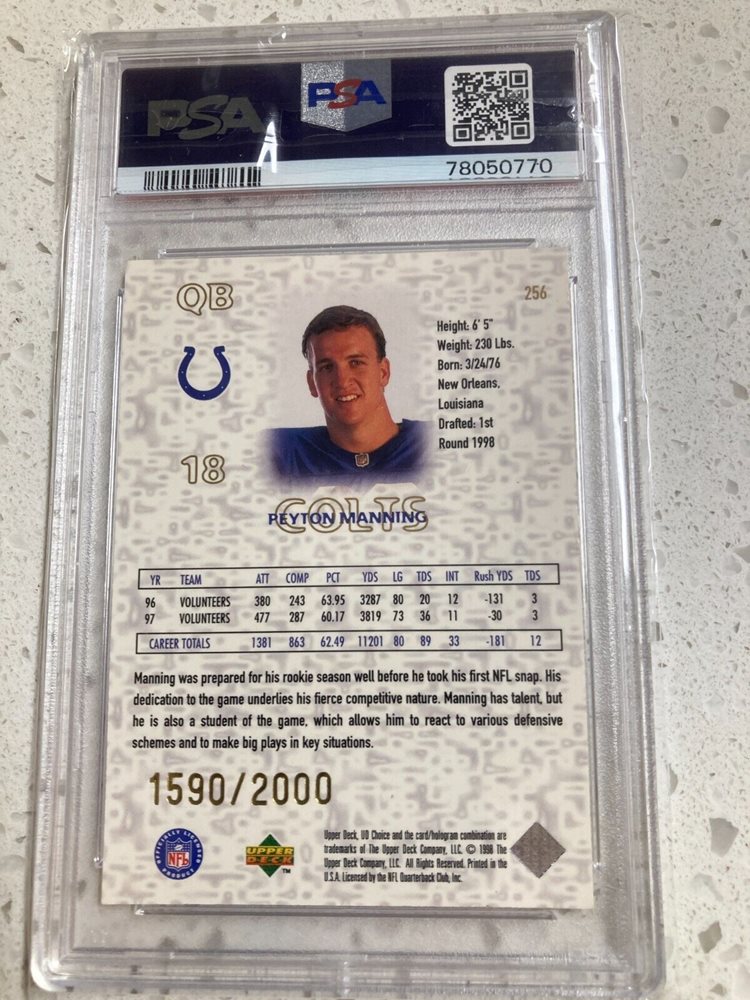 PSA
PSA
78050770
QB
256
Height: 6' 5"
Weight: 230 Lbs.
Born: 3/24/76
New Orleans,
Louisiana
Drafted: 1st
Round 1998
18
COLTS
PEYTON MANNING
YR TEAM ATT COMP PCT YDS LG TDS INT Rush YDS TDS
96 VOLUNTEERS 380 243 63.95 3287 80 20 12 -131 3
97 VOLUNTEERS 477 287 60.17 3819 73 36 11 -30 3
CAREER TOTALS 1381 863 62.49 11201 80 89 33 -181 12
Manning was prepared for his rookie season well before he took his first NFL snap. His
dedication to the game underlies his fierce competitive nature. Manning has talent, but
he is also a student of the game, which allows him to react to various defensive
schemes and to make big plays in key situations.
1590/2000
OFFICIALLY LICENSED
NFL
PRODUCT
UPPER
DECK
TM
Upper Deck, UD Choice and the card/hologram combination are
trademarks of The Upper Deck Company, LLC. © 1998 The
Upper Deck Company, LLC. All Rights Reserved. Printed in the
U.S.A. Licensed by the NFL Quarterback Club, Inc.